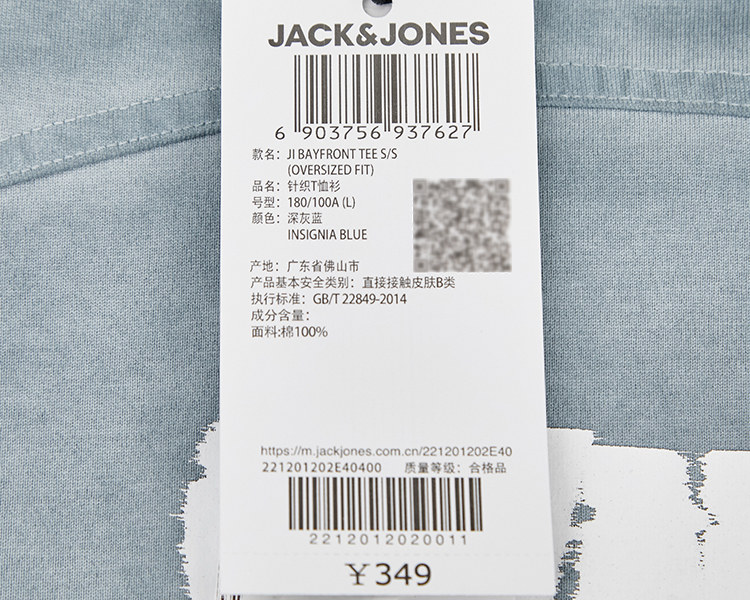 JACK&JONES
6 903756 937627
款名：JJ BAYFRONT TEE S/S
(OVERSIZED FIT)
品名：针织T恤衫
号型：180/100A (L)
颜色：深灰蓝
INSIGNIA BLUE
产地：广东省佛山市
产品基本安全类别：直接接触皮肤B类
执行标准：GB/T 22849-2014
成分含量：
面料:棉100%
https://m.jackjones.com.cn/221201202E40
221201202E40400 质量等级：合格品
2212012020011
￥349